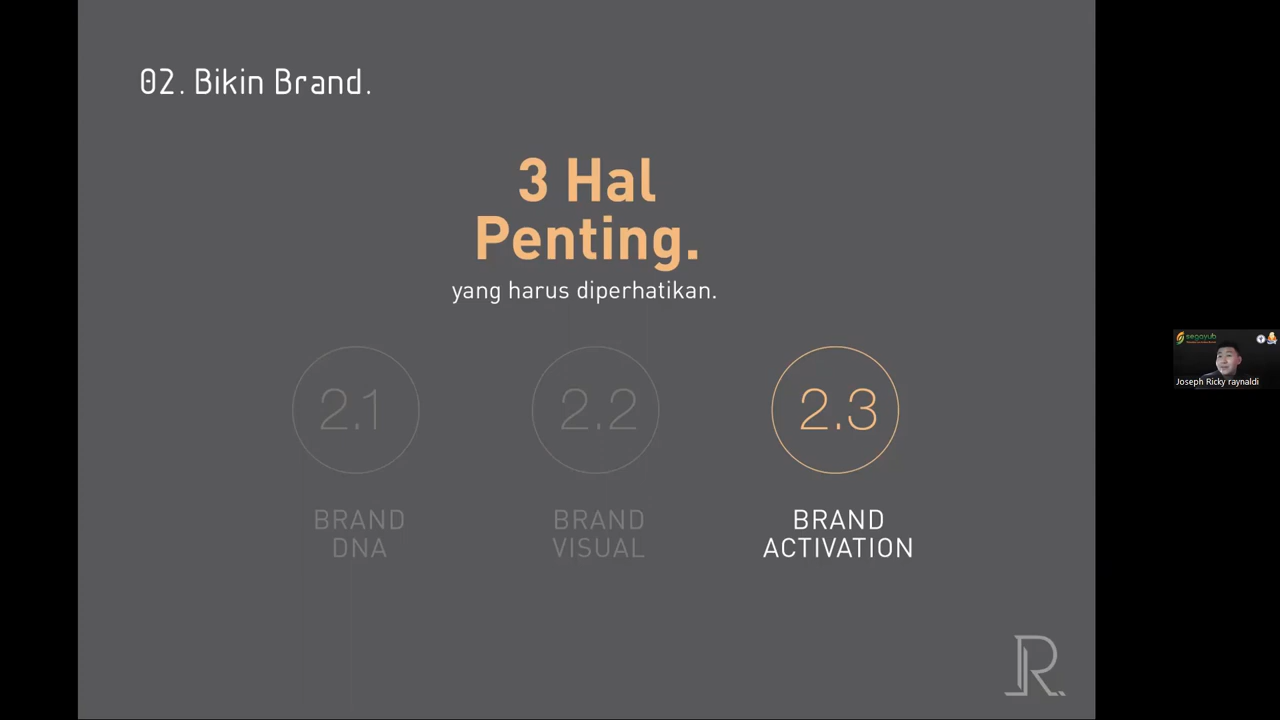 02. Bikin Brand.
3 Hal
Penting.
yang harus diperhatikan.
2.1
2.2
2.3
BRAND
DNA
BRAND
VISUAL
BRAND
ACTIVATION
segayub
Joseph Ricky raynaldi
R.